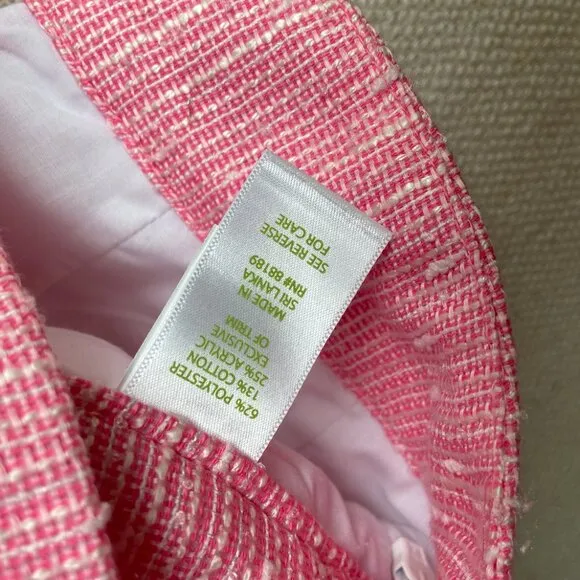 62% POLYESTER
13% COTTON
25% ACRYLIC
EXCLUSIVE
OF TRIM
MADE IN
SRI LANKA
RN# 88189
SEE REVERSE
FOR CARE